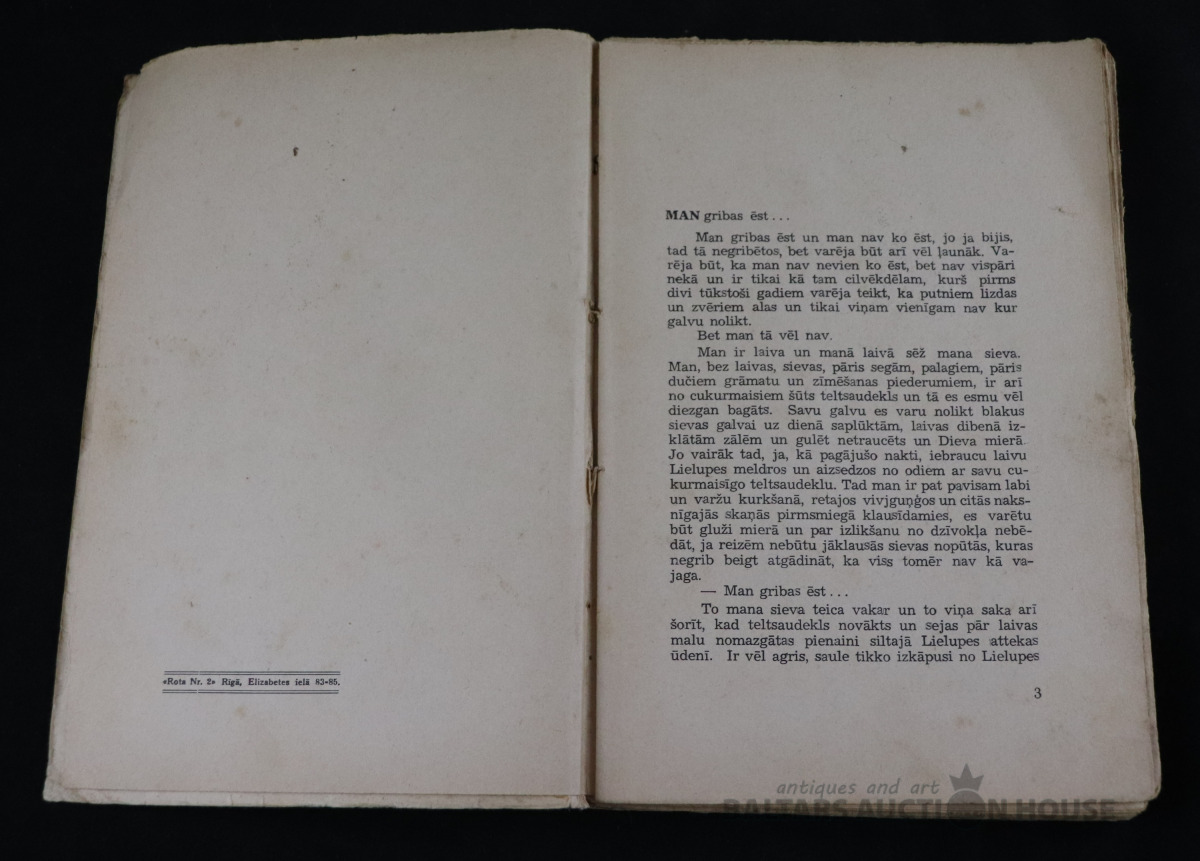 «Rota Nr. 2» Rīgā, Elizabetes ielā 83-85.
MAN gribas ēst...
Man gribas ēst un man nav ko ēst, jo ja bijis,
tad tā negribētos, bet varēja būt arī vēl ļaunāk. Va-
rēja būt, ka man nav nevien ko ēst, bet nav vispāri
nekā un ir tikai kā tam cilvēkdēlam, kurš pirms
divi tūkstoši gadiem varēja teikt, ka putniem lizdas
un zvēriem alas un tikai viņam vienīgam nav kur
galvu nolikt.
Bet man tā vēl nav.
Man ir laiva un manā laivā sēž mana sieva.
Man, bez laivas, sievas, pāris segām, palagiem, pāris
dučiem grāmatu un zīmēšanas piederumiem, ir arī
no cukurmaisiem šūts teltsaudekls un tā es esmu vēl
diezgan bagāts. Savu galvu es varu nolikt blakus
sievas galvai uz dienā saplūktām, laivas dibenā iz-
klātām zālēm un gulēt netraucēts un Dieva mierā.
Jo vairāk tad, ja, kā pagājušo nakti, iebraucu laivu
Lielupes meldros un aizsedzos no odiem ar savu cu-
kurmaisīgo teltsaudeklu. Tad man ir pat pavisam labi
un varžu kurkšanā, retajos vivjguņģos un citās naks-
nīgajās skaņās pirmsmiegā klausīdamies, es varētu
būt gluži mierā un par izlikšanu no dzīvokļa nebē-
dāt, ja reizēm nebūtu jāklausās sievas nopūtās, kuras
negrib beigt atgādināt, ka viss tomēr nav kā va-
jaga.
— Man gribas ēst...
To mana sieva teica vakar un to viņa saka arī
šorīt, kad teltsaudekls novākts un sejas pār laivas
malu nomazgātas pienaini siltajā Lielupes attekas
ūdenī. Ir vēl agris, saule tikko izkāpusi no Lielupes
3
antiques and art
BALTARS AUCTION HOUSE